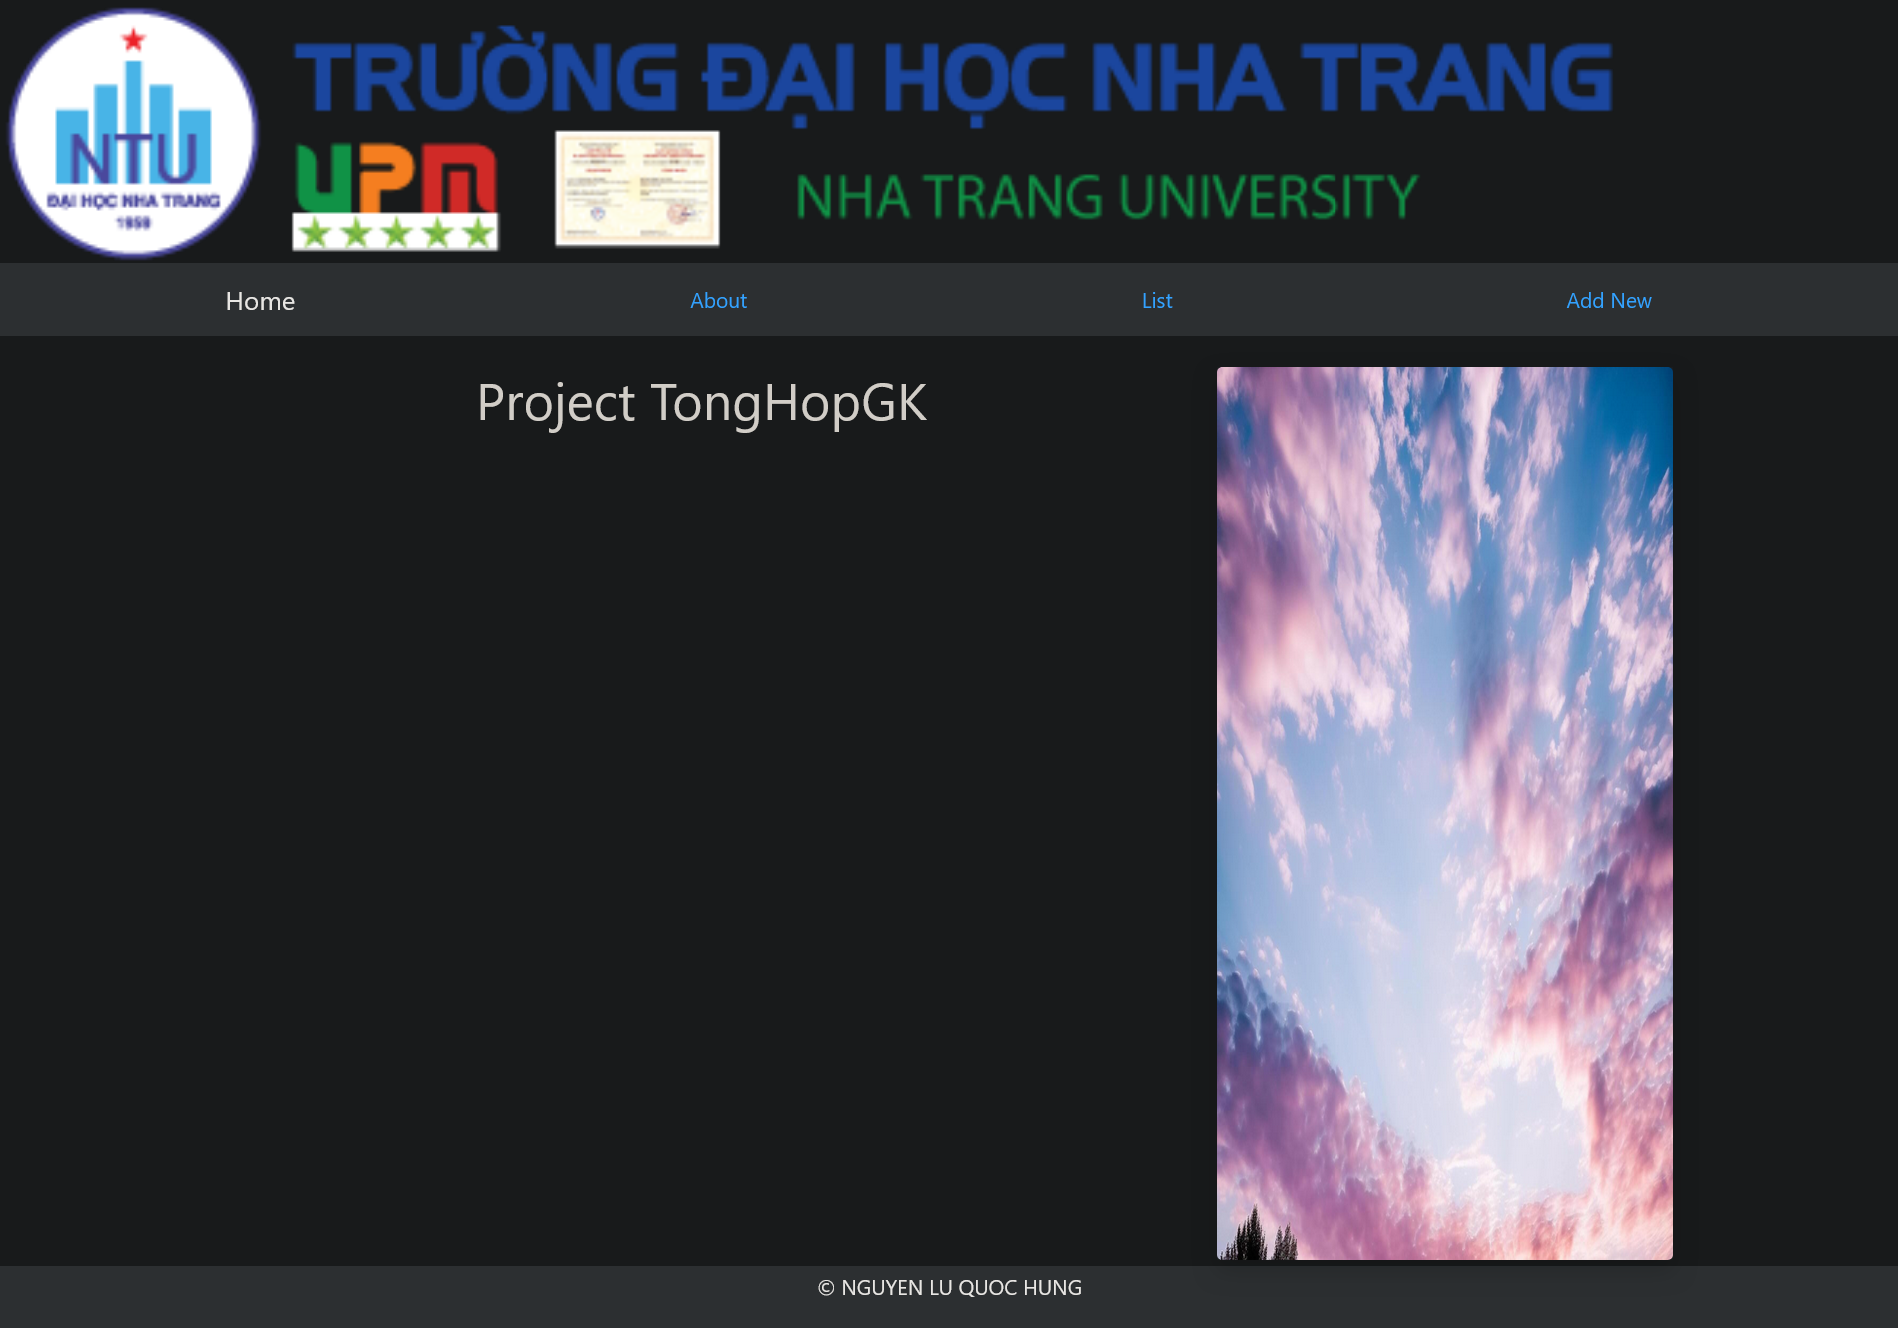 TRƯỜNG ĐẠI HỌC NHA TRANG
NTU
ĐẠI HỌC NHA TRANG
1959
UPM
NHA TRANG UNIVERSITY
Home
About
List
Add New
Project TongHopGK
© NGUYEN LU QUOC HUNG